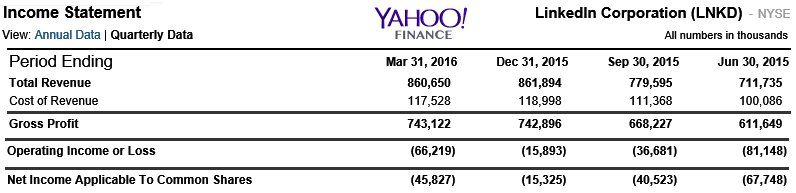 Income Statement
YAHOO!
FINANCE
LinkedIn Corporation (LNKD) - NYSE
View: Annual Data | Quarterly Data
All numbers in thousands
Period Ending Mar 31, 2016 Dec 31, 2015 Sep 30, 2015 Jun 30, 2015
Total Revenue 860,650 861,894 779,595 711,735
Cost of Revenue 117,528 118,998 111,368 100,086
Gross Profit 743,122 742,896 668,227 611,649
Operating Income or Loss (66,219) (15,893) (36,681) (81,148)
Net Income Applicable To Common Shares (45,827) (15,325) (40,523) (67,748)